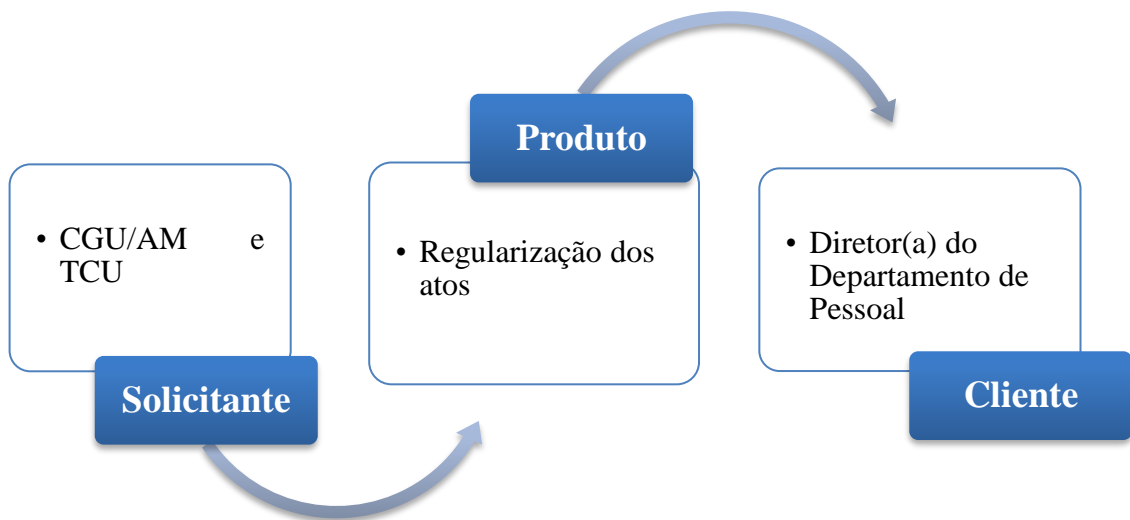 • CGU/AM e
TCU
Solicitante
Produto
• Regularização dos
atos
• Diretor(a) do
Departamento de
Pessoal
Cliente